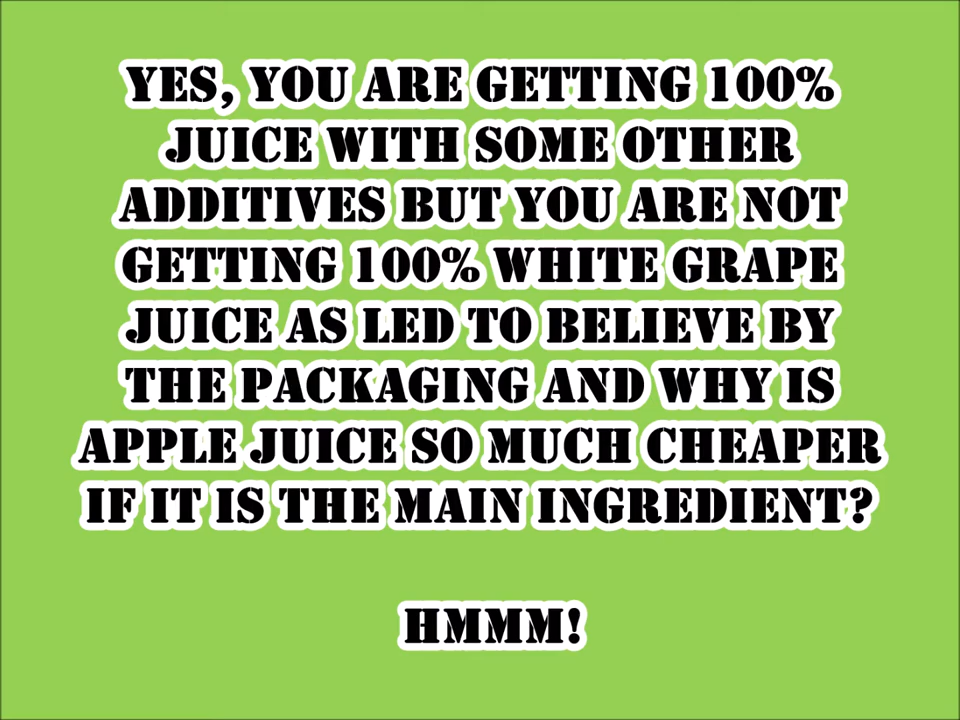 YES, YOU ARE GETTING 100%
JUICE WITH SOME OTHER
ADDITIVES BUT YOU ARE NOT
GETTING 100% WHITE GRAPE
JUICE AS LED TO BELIEVE BY
THE PACKAGING AND WHY IS
APPLE JUICE SO MUCH CHEAPER
IF IT IS THE MAIN INGREDIENT?
HMMM!